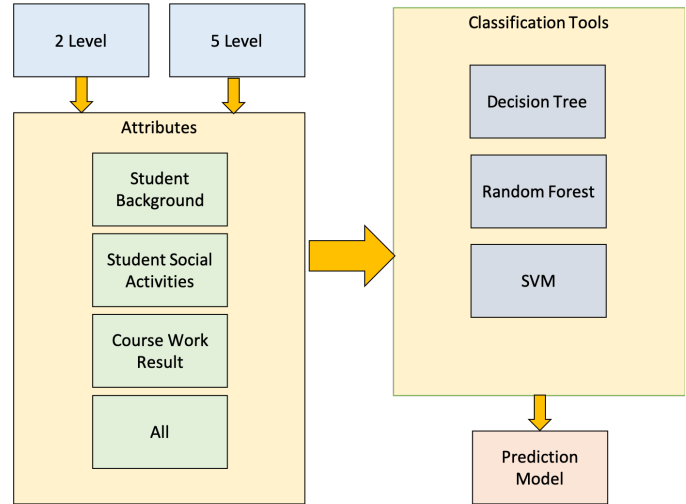 2 Level
5 Level
Attributes
Student
Background
Student Social
Activities
Course Work
Result
All
Classification Tools
Decision Tree
Random Forest
SVM
Prediction
Model